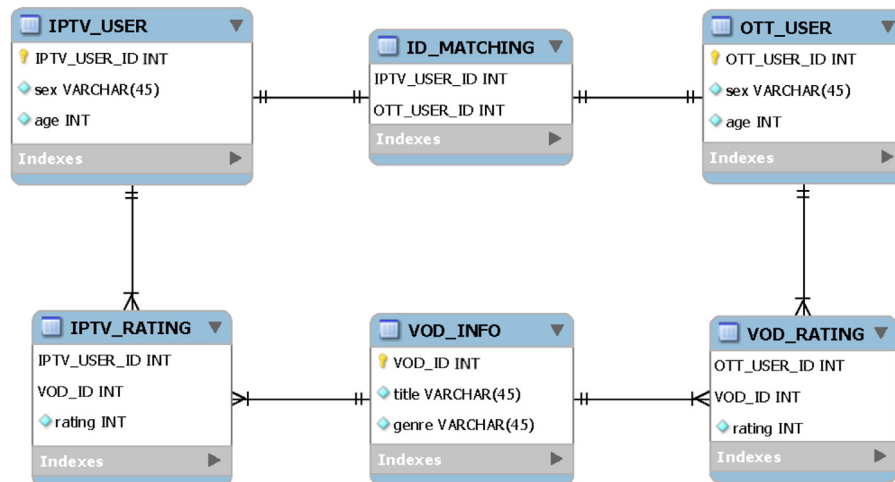 IPTV_USER
IPTV_USER_ID INT
sex VARCHAR(45)
age INT
Indexes
ID_MATCHING
IPTV_USER_ID INT
OTT_USER_ID INT
Indexes
OTT_USER
OTT_USER_ID INT
sex VARCHAR(45)
age INT
Indexes
IPTV_RATING
IPTV_USER_ID INT
VOD_ID INT
rating INT
Indexes
VOD_INFO
VOD_ID INT
title VARCHAR(45)
genre VARCHAR(45)
Indexes
VOD_RATING
OTT_USER_ID INT
VOD_ID INT
rating INT
Indexes